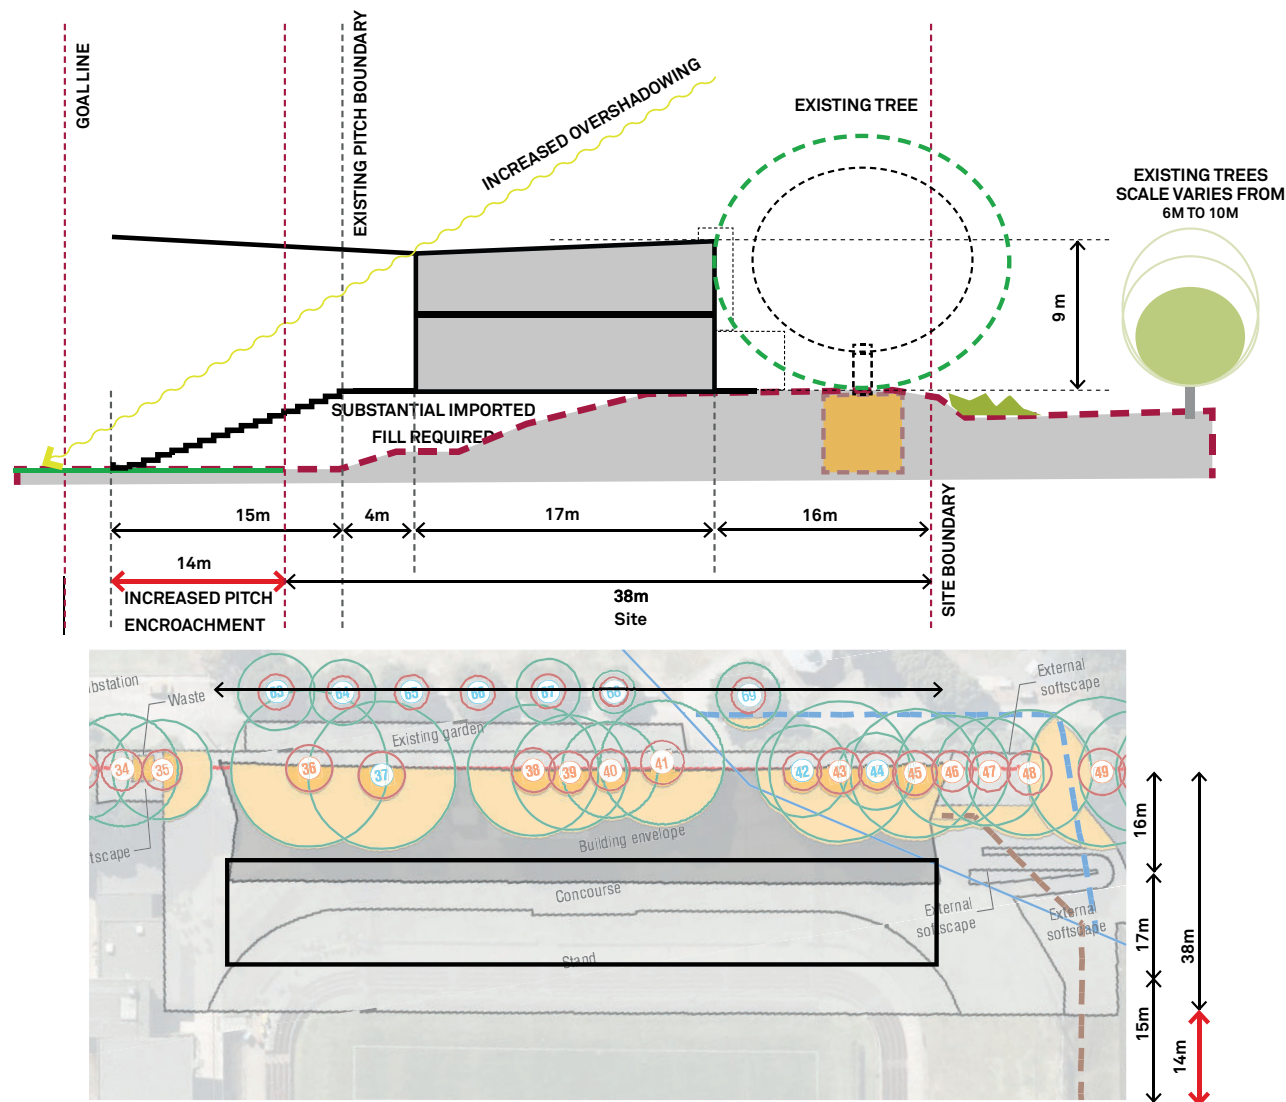 GOAL LINE
EXISTING PITCH BOUNDARY
INCREASED OVERSHADOWING
EXISTING TREE
EXISTING TREES
SCALE VARIES FROM
6M TO 10M
9 m
SUBSTANTIAL IMPORTED
FILL REQUIRED
15m
4m
17m
16m
SITE BOUNDARY
14m
38m
INCREASED PITCH
ENCROACHMENT
Site
bstation
Waste
63
64
65
66
67
68
69
External
softscape
Existing garden
34
35
36
37
38
39
40
41
42
43
44
45
46
47
48
49
tscape
Building envelope
Concourse
External
softscape
External
softscape
Stand
16m
17m
38m
15m
14m